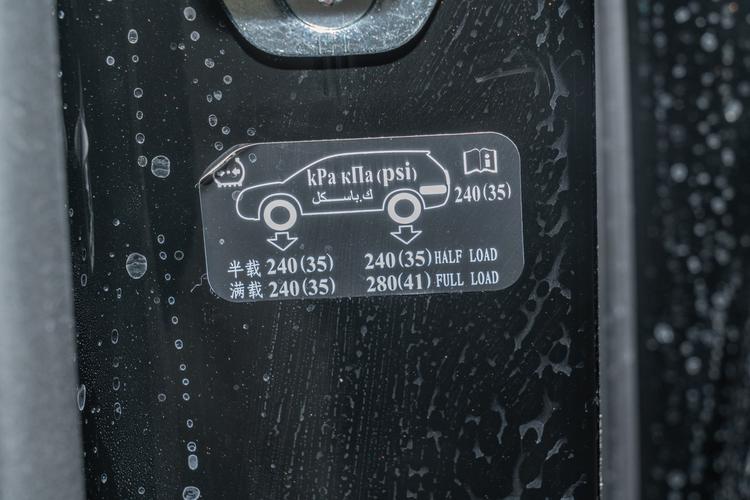 kPa кПа (psi)
ك.باسكال
240(35)
半载 240(35) 240(35) HALF LOAD
满载 240(35) 280(41) FULL LOAD